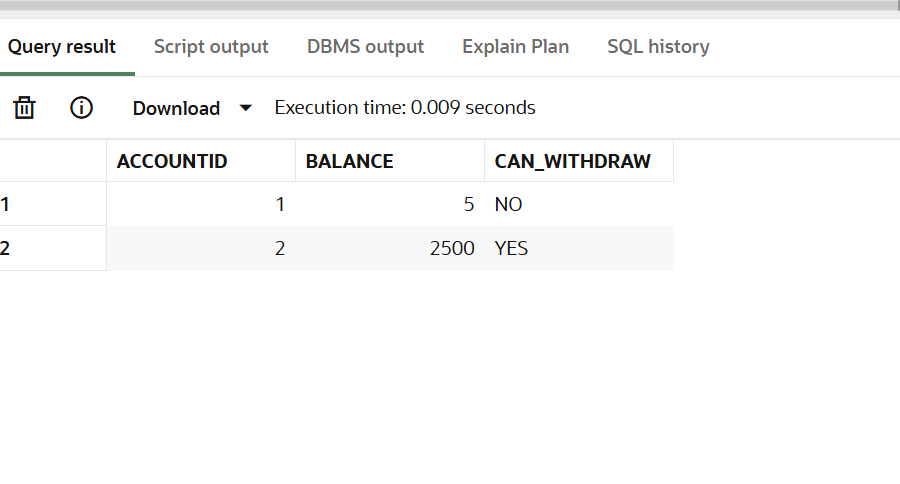 Query result Script output DBMS output Explain Plan SQL history
Download Execution time: 0.009 seconds
ACCOUNTID BALANCE CAN_WITHDRAW
1 1 5 NO
2 2 2500 YES